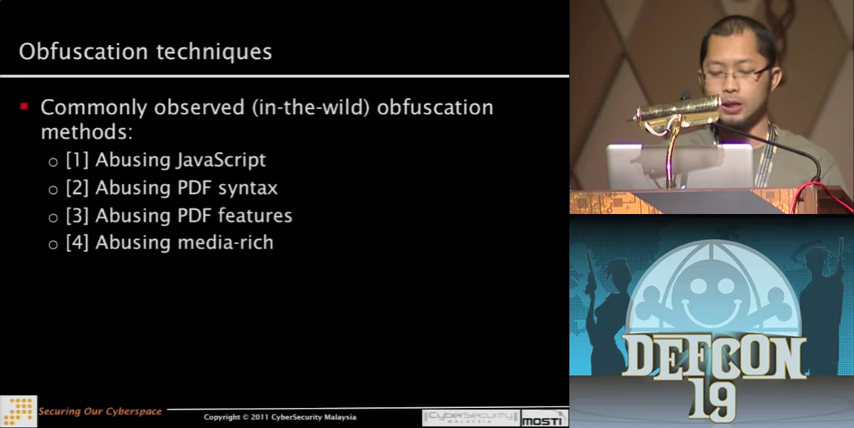 Obfuscation techniques
Commonly observed (in-the-wild) obfuscation
methods:
[1] Abusing JavaScript
[2] Abusing PDF syntax
[3] Abusing PDF features
[4] Abusing media-rich
Securing Our Cyberspace
Copyright © 2011 CyberSecurity Malaysia
CyberSecurity
MALAYSIA
MOSTI
DEFCON
19